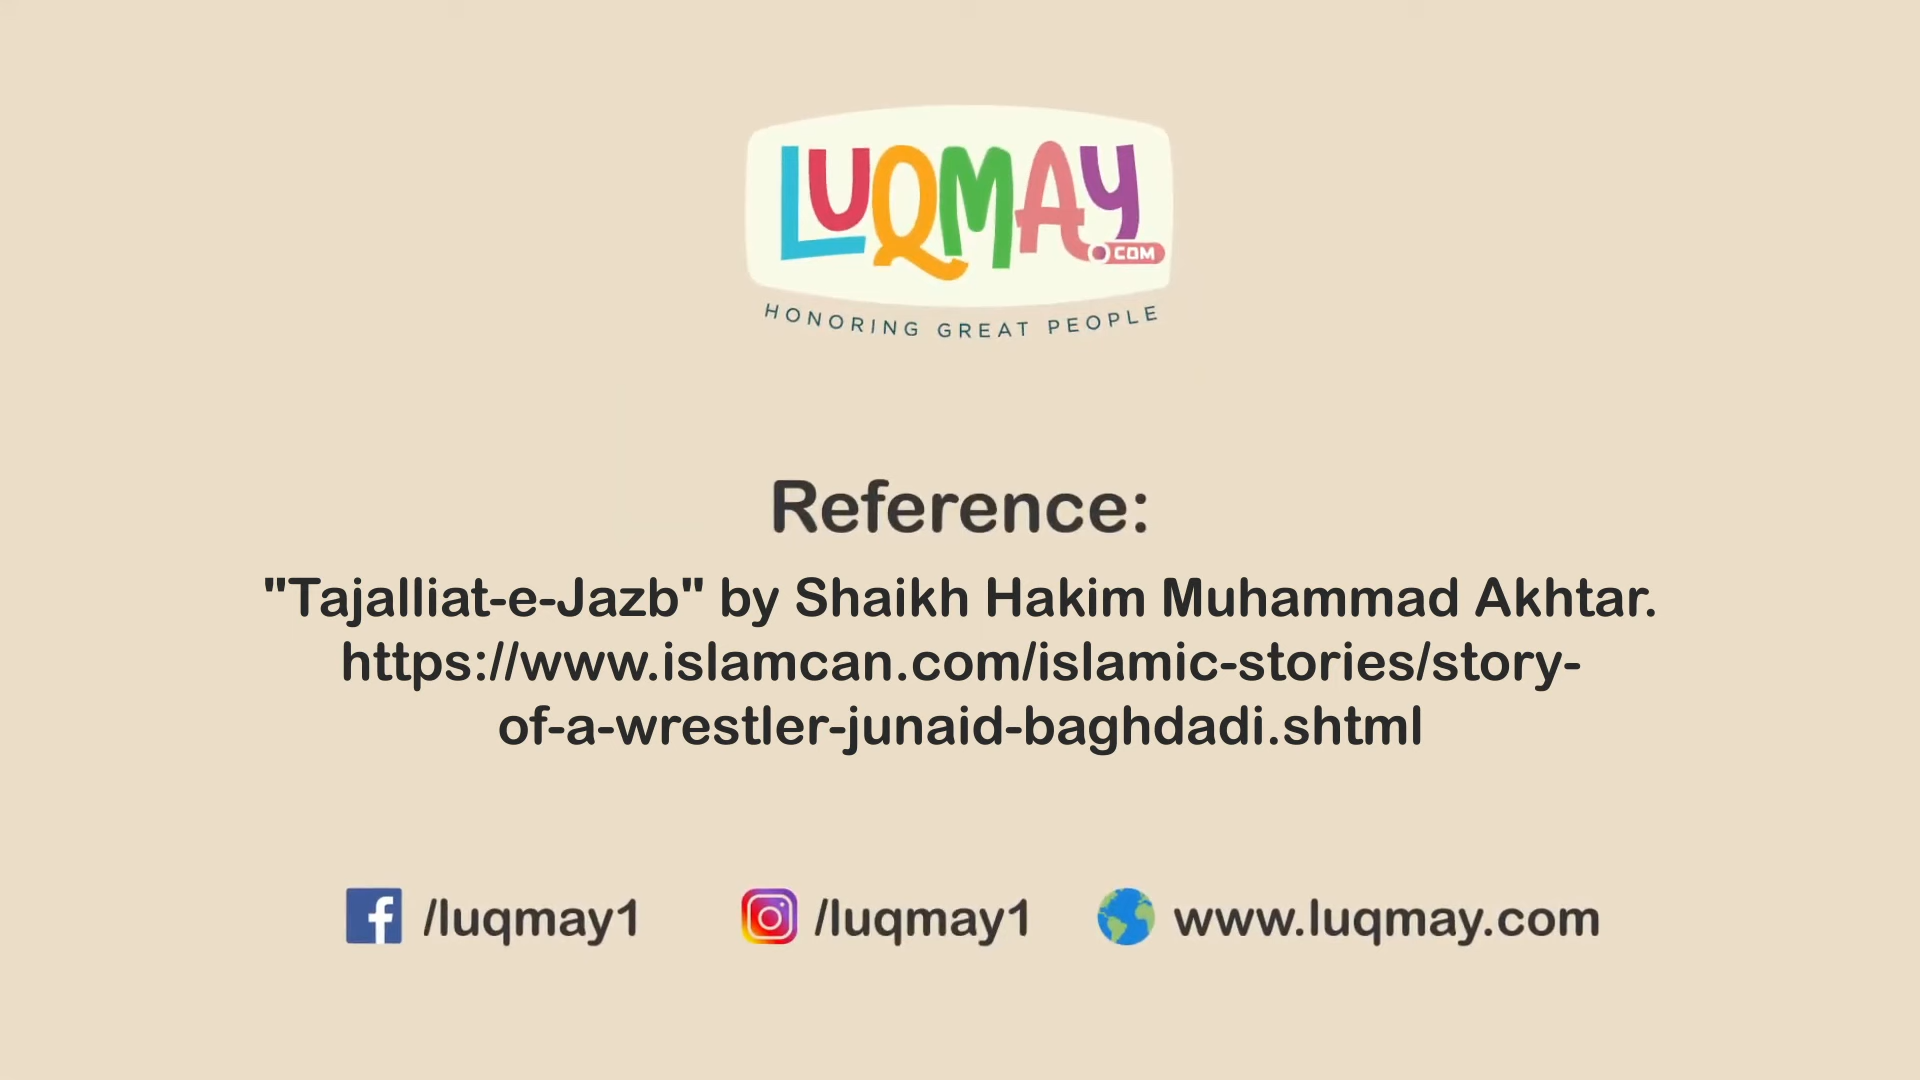 LUQMAY.COM
HONORING GREAT PEOPLE
Reference:
"Tajalliat-e-Jazb" by Shaikh Hakim Muhammad Akhtar.
https://www.islamcan.com/islamic-stories/story-
of-a-wrestler-junaid-baghdadi.shtml
/luqmay1 /luqmay1 www.luqmay.com